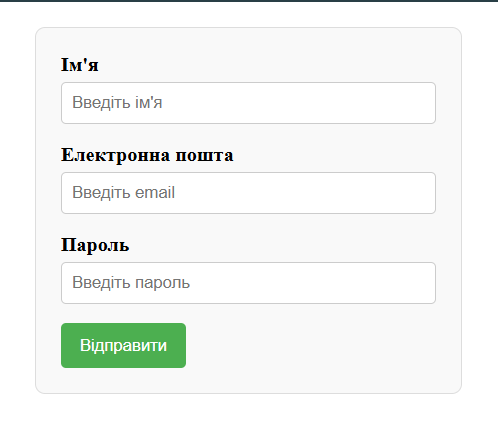 Ім'я
Введіть ім'я
Електронна пошта
Введіть email
Пароль
Введіть пароль
Відправити